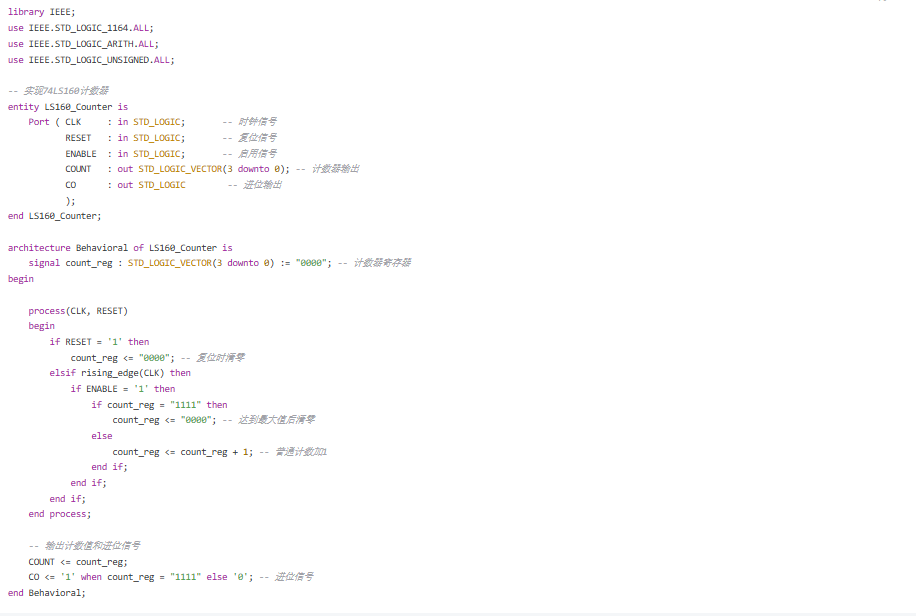 library IEEE;
use IEEE.STD_LOGIC_1164.ALL;
use IEEE.STD_LOGIC_ARITH.ALL;
use IEEE.STD_LOGIC_UNSIGNED.ALL;
-- 实现74LS160计数器
entity LS160_Counter is
Port ( CLK : in STD_LOGIC; -- 时钟信号
RESET : in STD_LOGIC; -- 复位信号
ENABLE : in STD_LOGIC; -- 启用信号
COUNT : out STD_LOGIC_VECTOR(3 downto 0); -- 计数器输出
CO : out STD_LOGIC -- 进位输出
);
end LS160_Counter;
architecture Behavioral of LS160_Counter is
signal count_reg : STD_LOGIC_VECTOR(3 downto 0) := "0000"; -- 计数器寄存器
begin
process(CLK, RESET)
begin
if RESET = '1' then
count_reg <= "0000"; -- 复位时清零
elsif rising_edge(CLK) then
if ENABLE = '1' then
if count_reg = "1111" then
count_reg <= "0000"; -- 达到最大值后清零
else
count_reg <= count_reg + 1; -- 普通计数加1
end if;
end if;
end if;
end process;
-- 输出计数值和进位信号
COUNT <= count_reg;
CO <= '1' when count_reg = "1111" else '0'; -- 进位信号
end Behavioral;